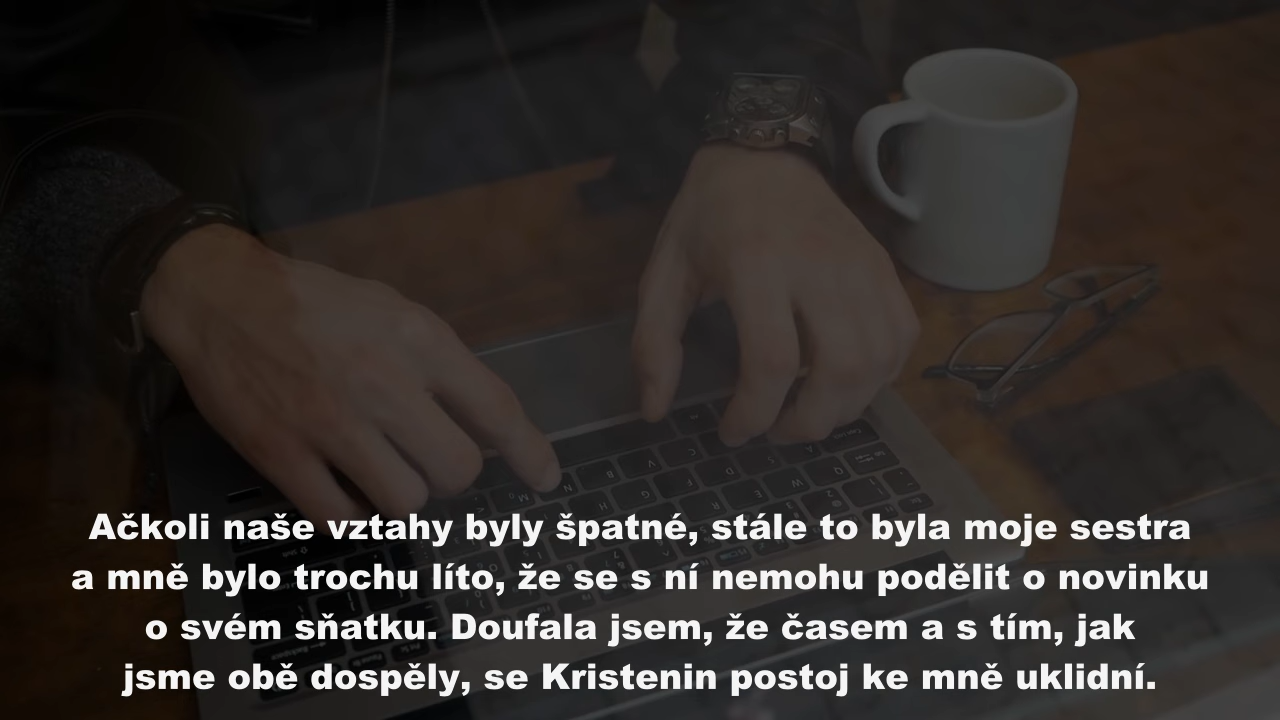 Ačkoli naše vztahy byly špatné, stále to byla moje sestra
a mně bylo trochu líto, že se s ní nemohu podělit o novinku
o svém sňatku. Doufala jsem, že časem a s tím, jak
jsme obě dospěly, se Kristenin postoj ke mně uklidní.